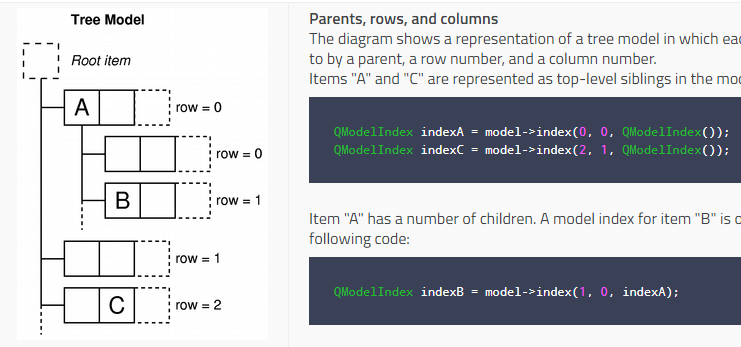 Tree Model
Root item
A
row = 0
row = 0
B
row = 1
row = 1
C
row = 2
Parents, rows, and columns
The diagram shows a representation of a tree model in which
to by a parent, a row number, and a column number.
Items "A" and "C" are represented as top-level siblings in the
QModelIndex indexA = model->index(0, 0, QModelIndex());
QModelIndex indexC = model->index(2, 1, QModelIndex());
Item "A" has a number of children. A model index for item "B" is
following code:
QModelIndex indexB = model->index(1, 0, indexA);